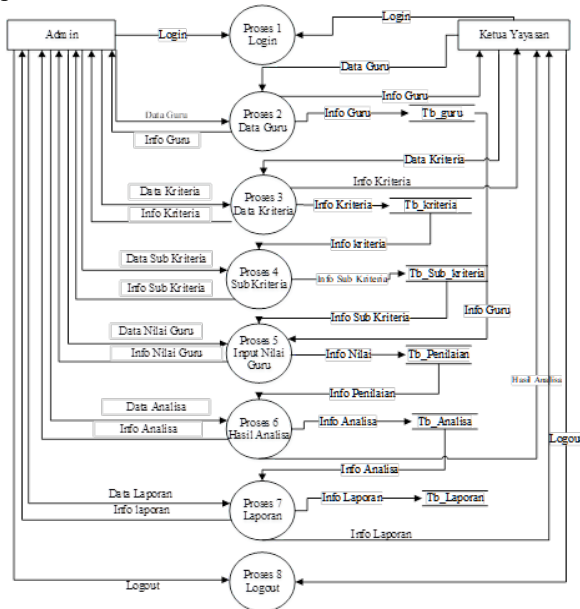 Admin
Login
Proses 1
Login
Login
Ketua Yayasan
Data Guru
Info Guru
Data Guru
Info Guru
Proses 2
Data Guru
Info Guru
Tb_guru
Data Kriteria
Info Kriteria
Data Kriteria
Info Kriteria
Proses 3
Data Kriteria
Info Kriteria
Tb_kriteria
Info kriteria
Data Sub Kriteria
Info Sub Kriteria
Proses 4
Sub Kriteria
Info Sub Kriteria
Tb_Sub_kriteria
Info Sub Kriteria
Info Guru
Data Nilai Guru
Info Nilai Guru
Proses 5
Input Nilai
Guru
Info Nilai
Tb_Penilaian
Info Penilaian
Hasil Analisa
Data Analisa
Info Analisa
Proses 6
Hasil Analisa
Info Analisa
Tb_Analisa
Logout
Info Analisa
Data Laporan
Info laporan
Proses 7
Laporan
Info Laporan
Tb_Laporan
Info Laporan
Logout
Proses 8
Logout